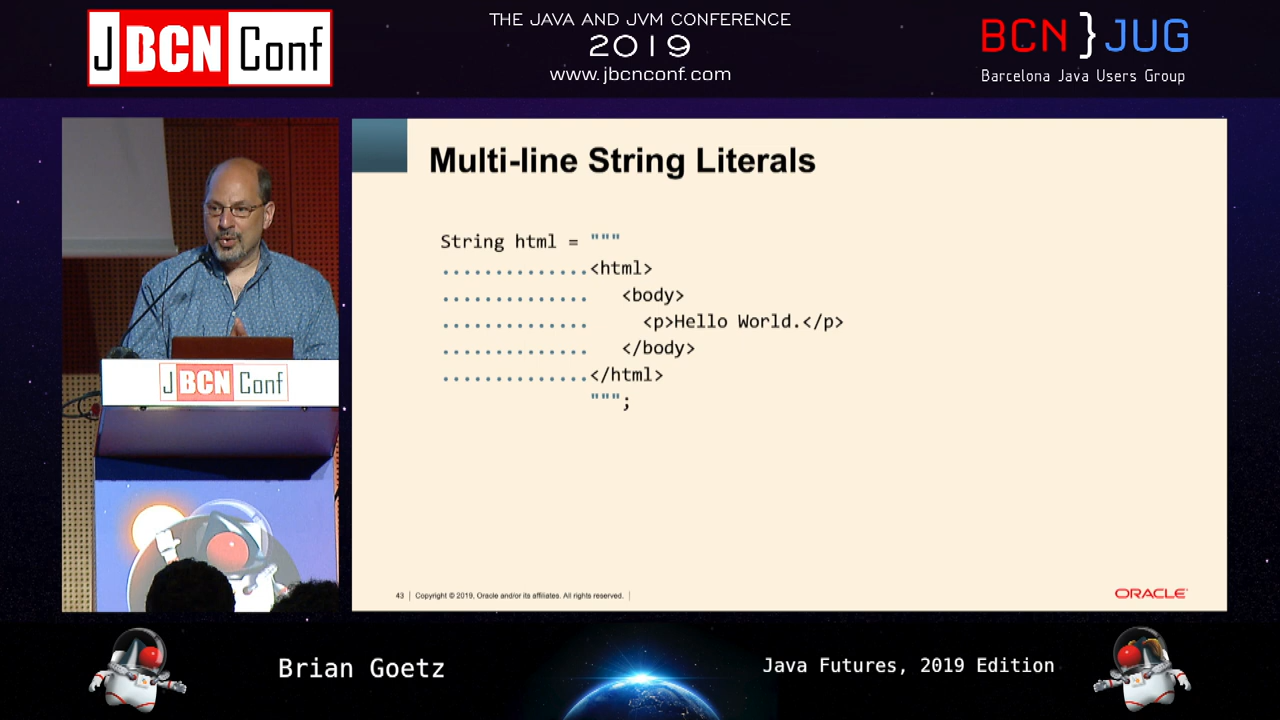 J BCN Conf
THE JAVA AND JVM CONFERENCE
2019
www.jbcnconf.com
BCN } JUG
Barcelona Java Users Group
Multi-line String Literals
String html = """
..............<html>
..............   <body>
..............     <p>Hello World.</p>
..............   </body>
..............</html>
""";
43 | Copyright © 2019, Oracle and/or its affiliates. All rights reserved. |
ORACLE®
J BCN Conf
Brian Goetz
Java Futures, 2019 Edition